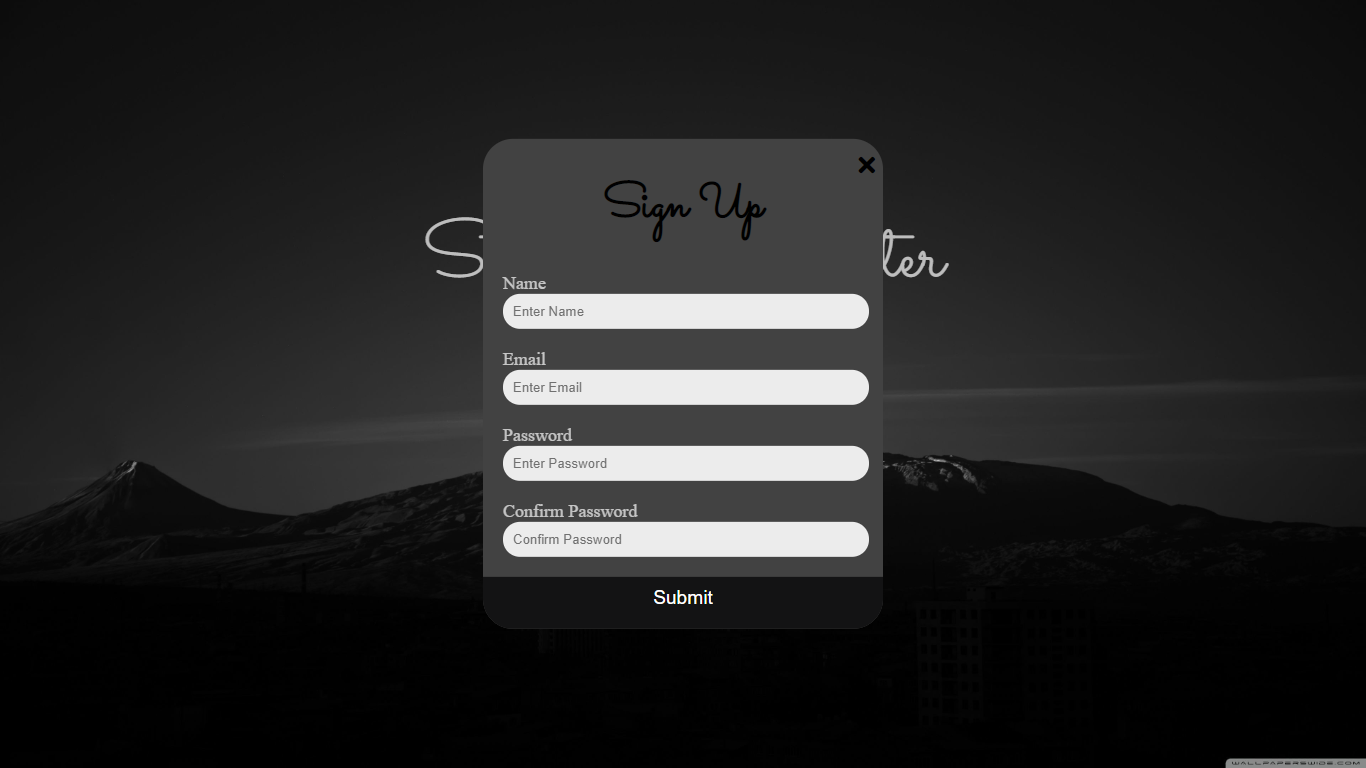 Sign Up
S ter
Name
Enter Name
Email
Enter Email
Password
Enter Password
Confirm Password
Confirm Password
Submit
WALLPAPERSWIDE.COM